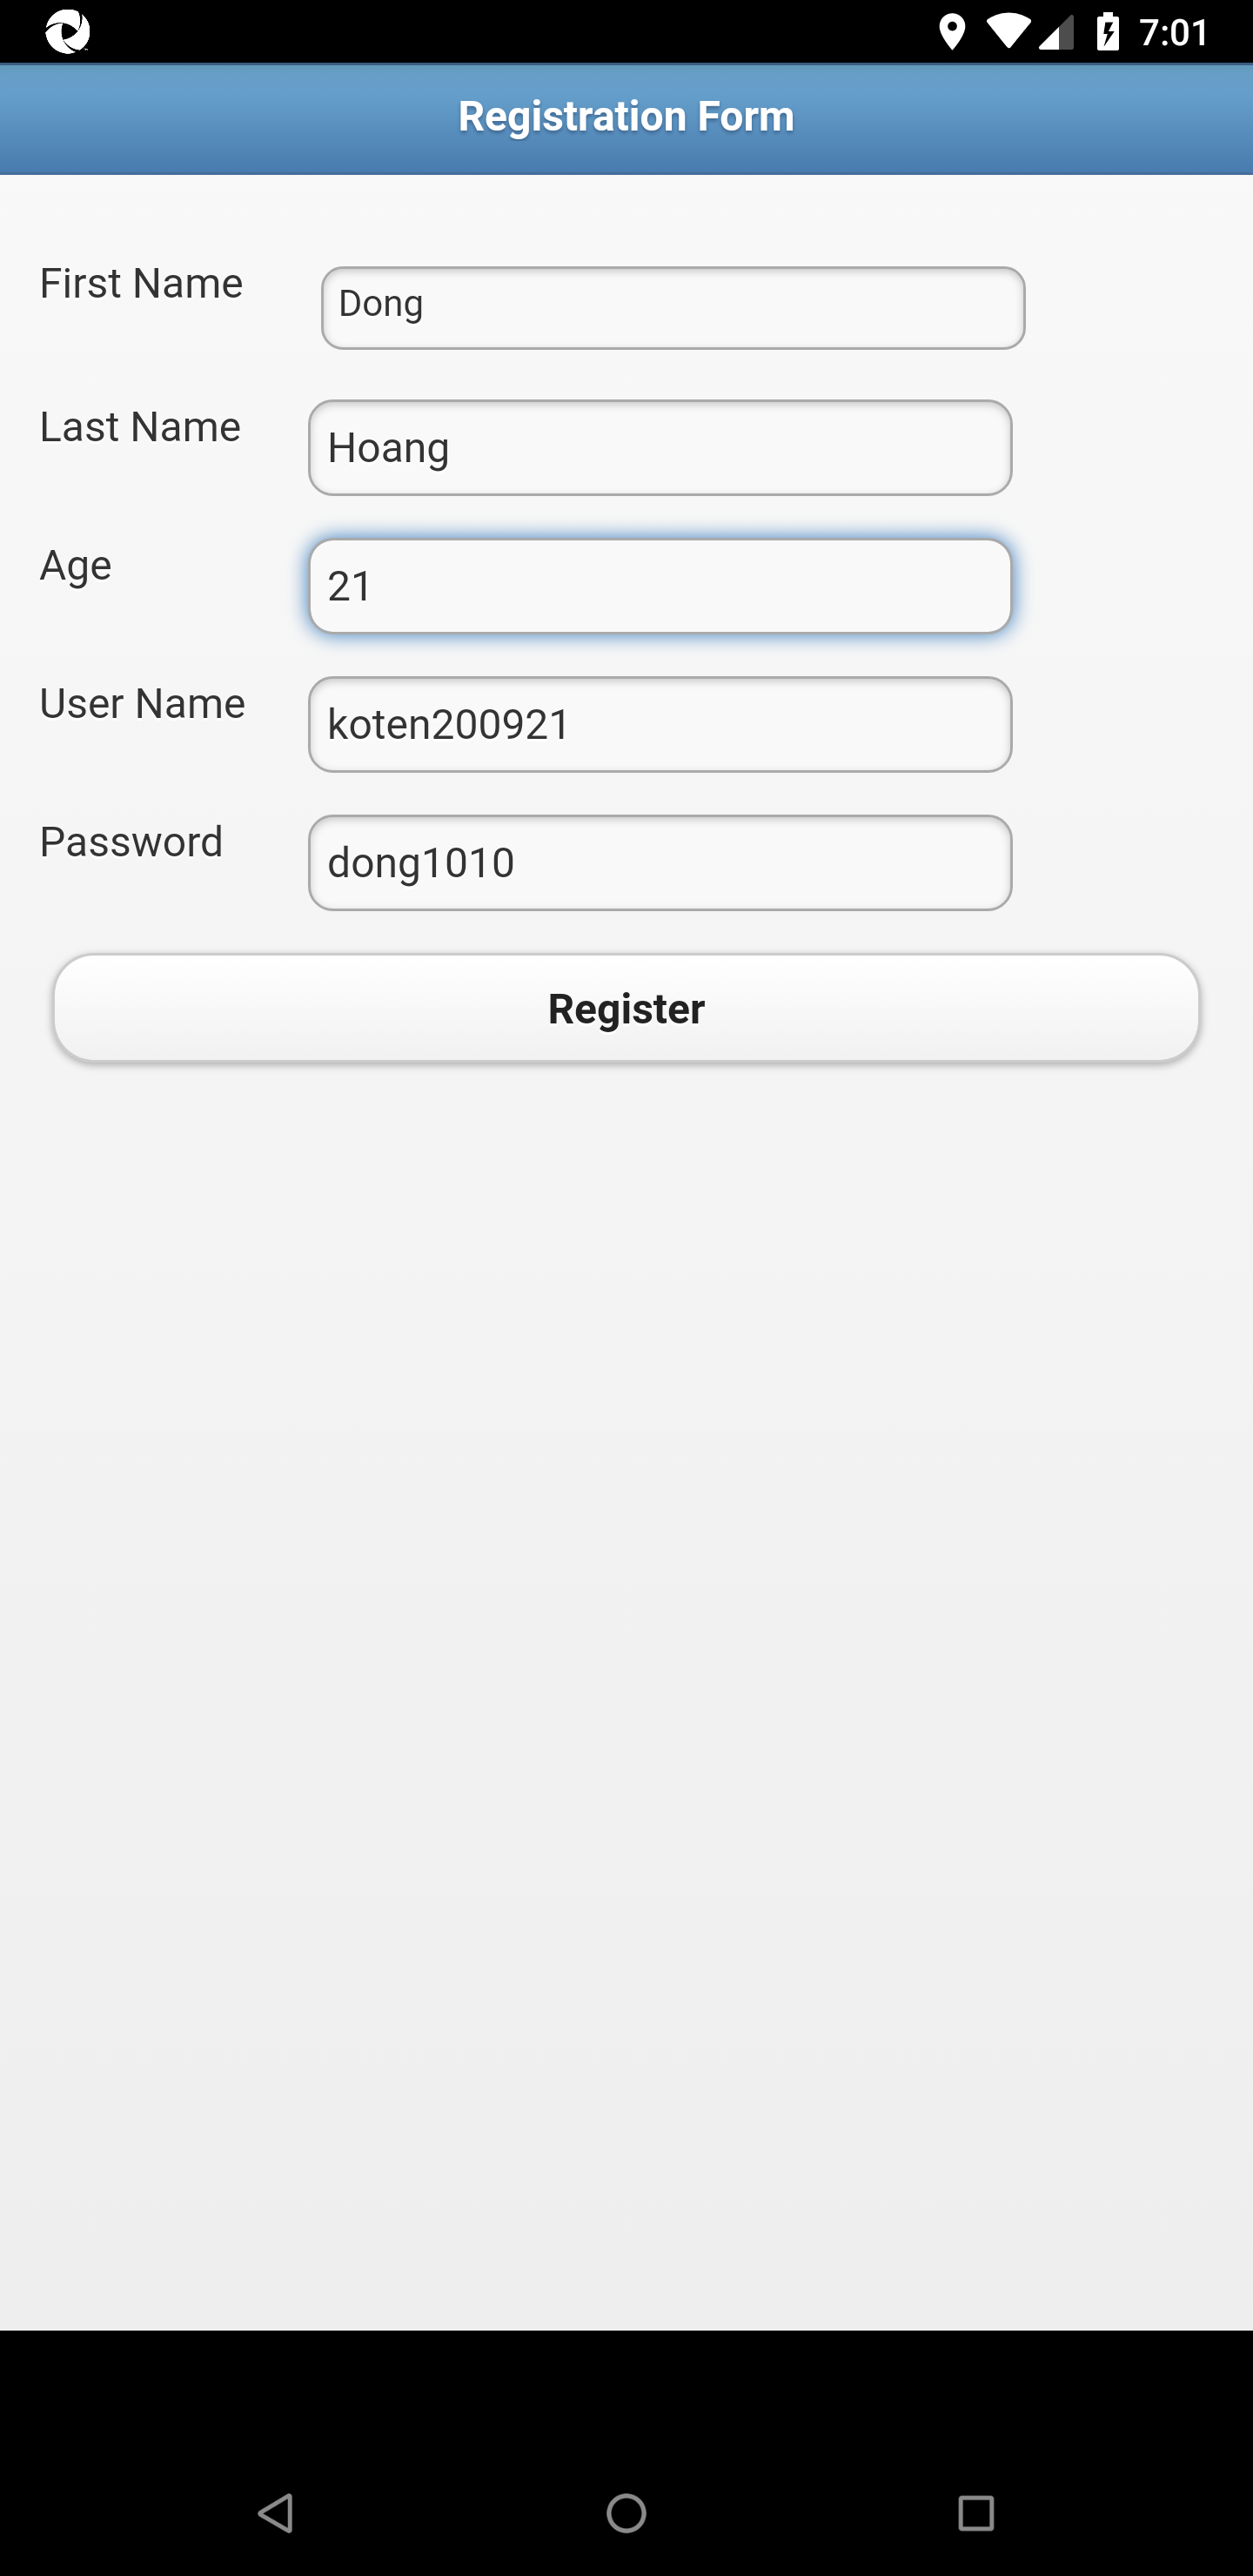 7:01
Registration Form
First Name
Dong
Last Name
Hoang
Age
21
User Name
koten200921
Password
dong1010
Register